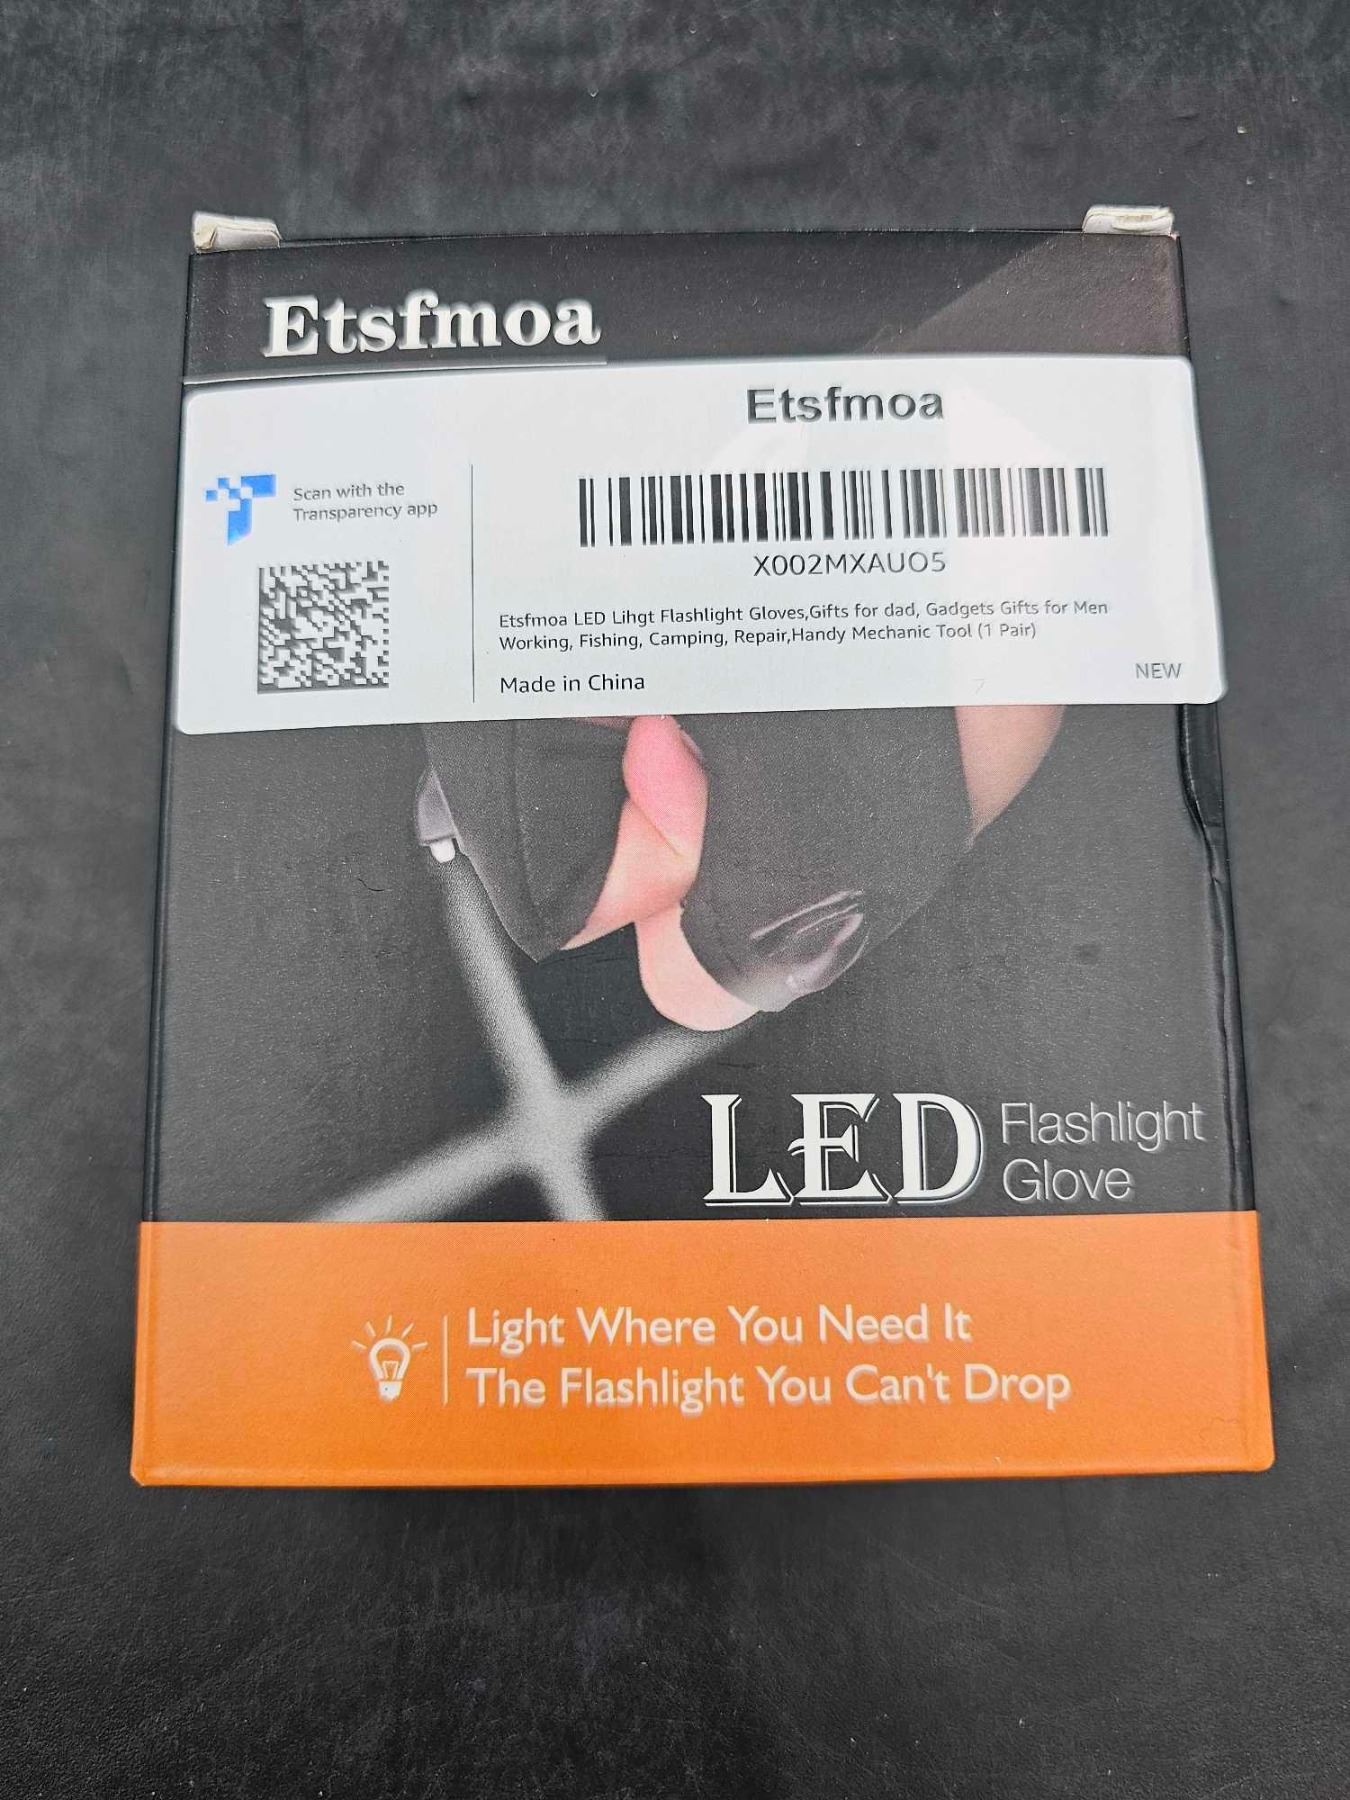 Etsfmoa
Etsfmoa
Scan with the
Transparency app
X002MXAUO5
Etsfmoa LED Lihgt Flashlight Gloves,Gifts for dad, Gadgets Gifts for Men
Working, Fishing, Camping, Repair,Handy Mechanic Tool (1 Pair)
Made in China
NEW
LED Flashlight
Glove
Light Where You Need It
The Flashlight You Can't Drop